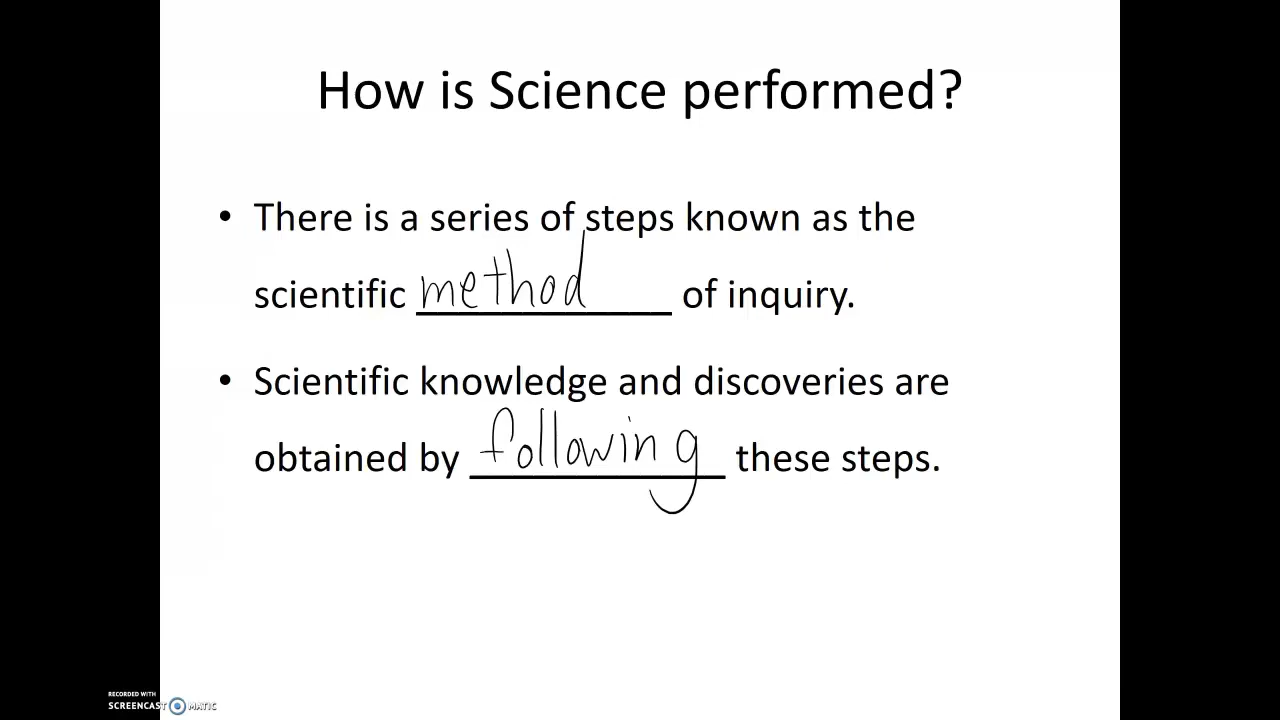 How is Science performed?
• There is a series of steps known as the
scientific method of inquiry.
• Scientific knowledge and discoveries are
obtained by following these steps.
RECORDED WITH
SCREENCAST MATIC